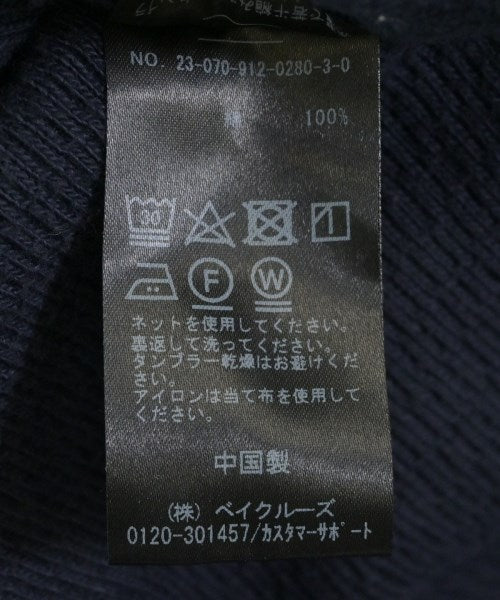 NO. 23-070-912-0280-3-0
100%
30
F W
ネットを使用してください。
裏返して洗ってください。
タンブラー乾燥はお避けくだ
さい。
アイロンは当て布を使用して
ください。
中国製
(株) ベイクルーズ
0120-301457/カスタマーサポート